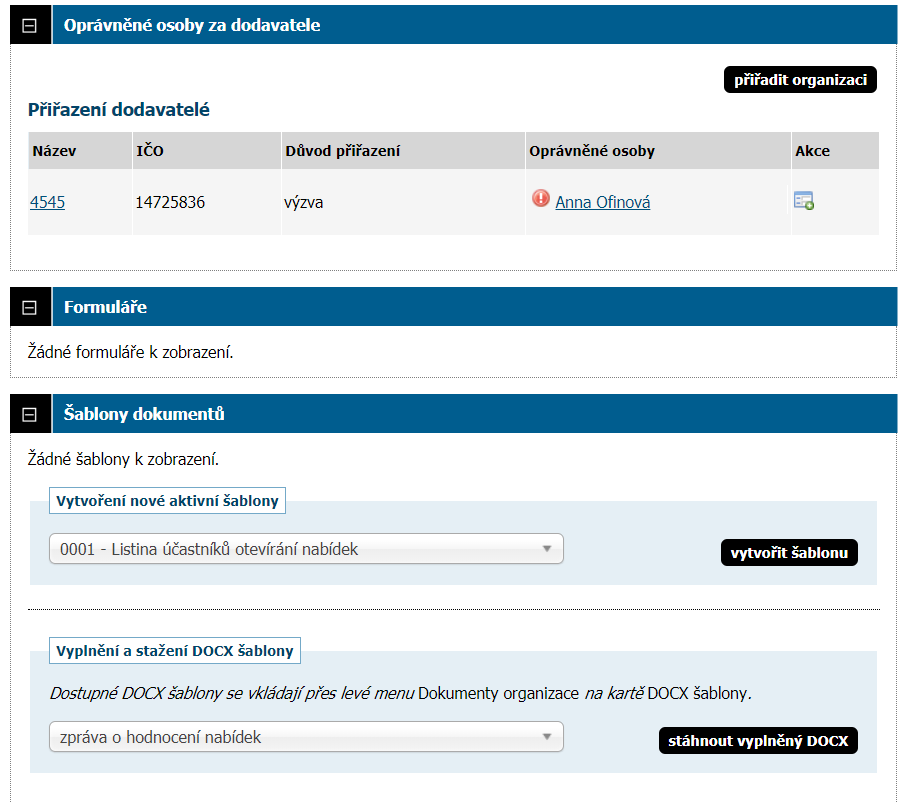 Oprávněné osoby za dodavatele
přiřadit organizaci
Přiřazení dodavatelé
Název IČO Důvod přiřazení Oprávněné osoby Akce
4545 14725836 výzva Anna Ofinová
Formuláře
Žádné formuláře k zobrazení.
Šablony dokumentů
Žádné šablony k zobrazení.
Vytvoření nové aktivní šablony
0001 - Listina účastníků otevírání nabídek
vytvořit šablonu
Vyplnění a stažení DOCX šablony
Dostupné DOCX šablony se vkládají přes levé menu Dokumenty organizace na kartě DOCX šablony.
zpráva o hodnocení nabídek
stáhnout vyplněný DOCX